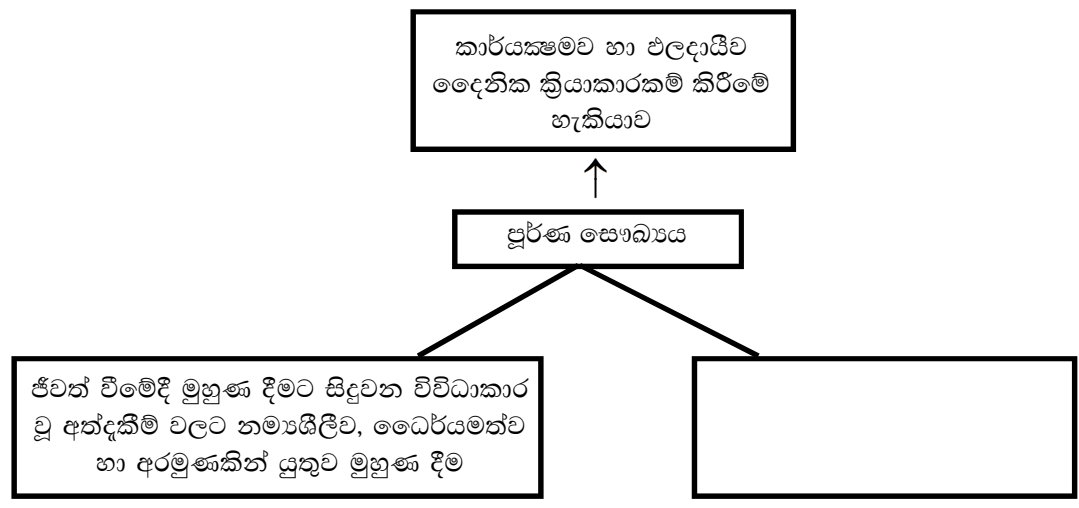 කාර්යක්‍ෂමව හා ඵලදායීව
දෛනික ක්‍රියාකාරකම් කිරීමේ
හැකියාව
පූර්ණ සෞඛ්‍යය
ජීවත් වීමේදී මුහුණ දීමට සිදුවන විවිධාකාර
වූ අත්දැකීම් වලට නම්‍යශීලීව, ධෛර්යමත්ව
හා අරමුණකින් යුතුව මුහුණ දීම